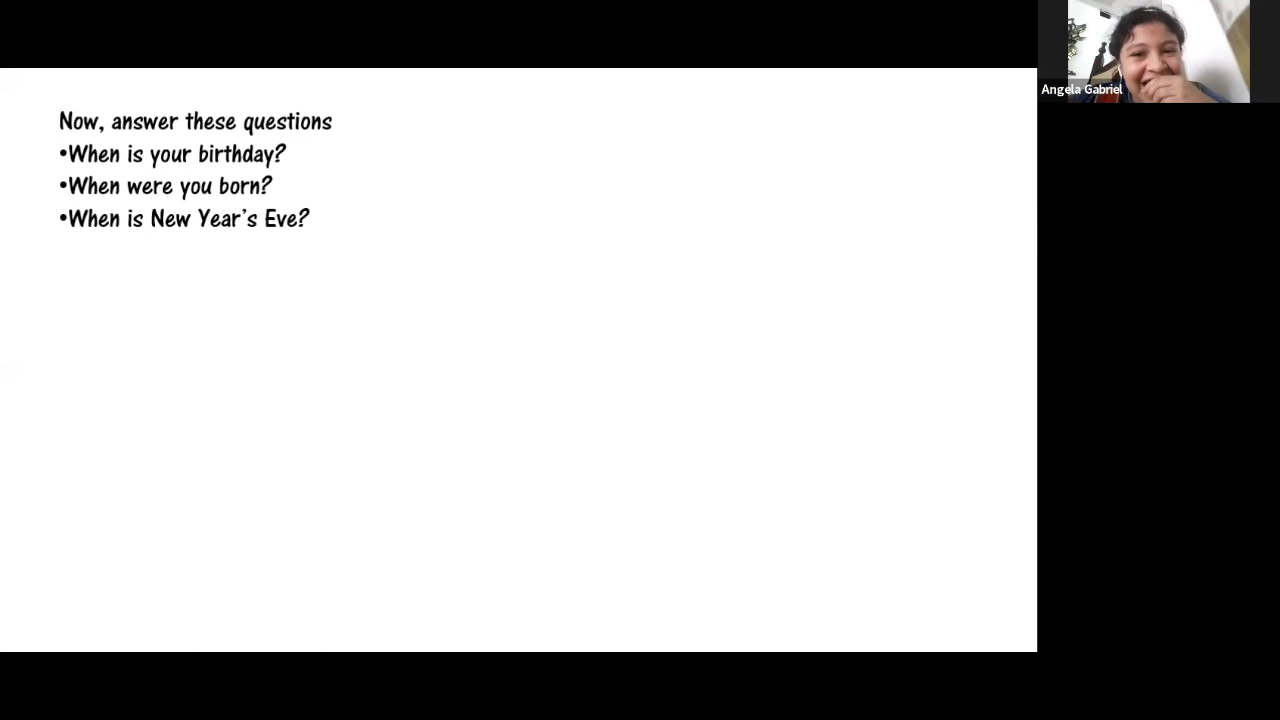 Now, answer these questions
•When is your birthday?
•When were you born?
•When is New Year’s Eve?
Angela Gabriel